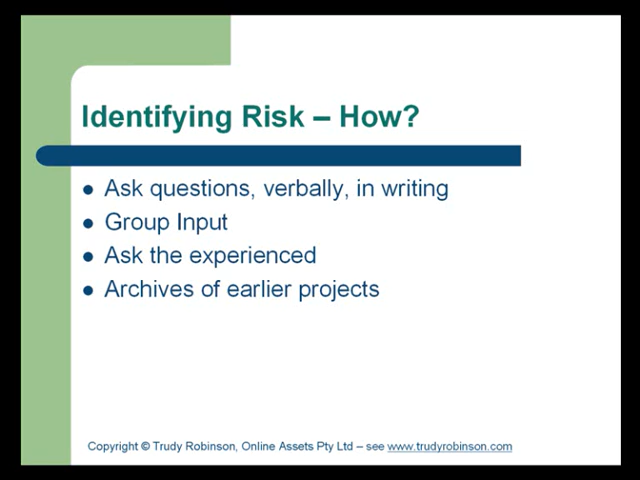 Identifying Risk – How?
Ask questions, verbally, in writing
Group Input
Ask the experienced
Archives of earlier projects
Copyright © Trudy Robinson, Online Assets Pty Ltd – see www.trudyrobinson.com